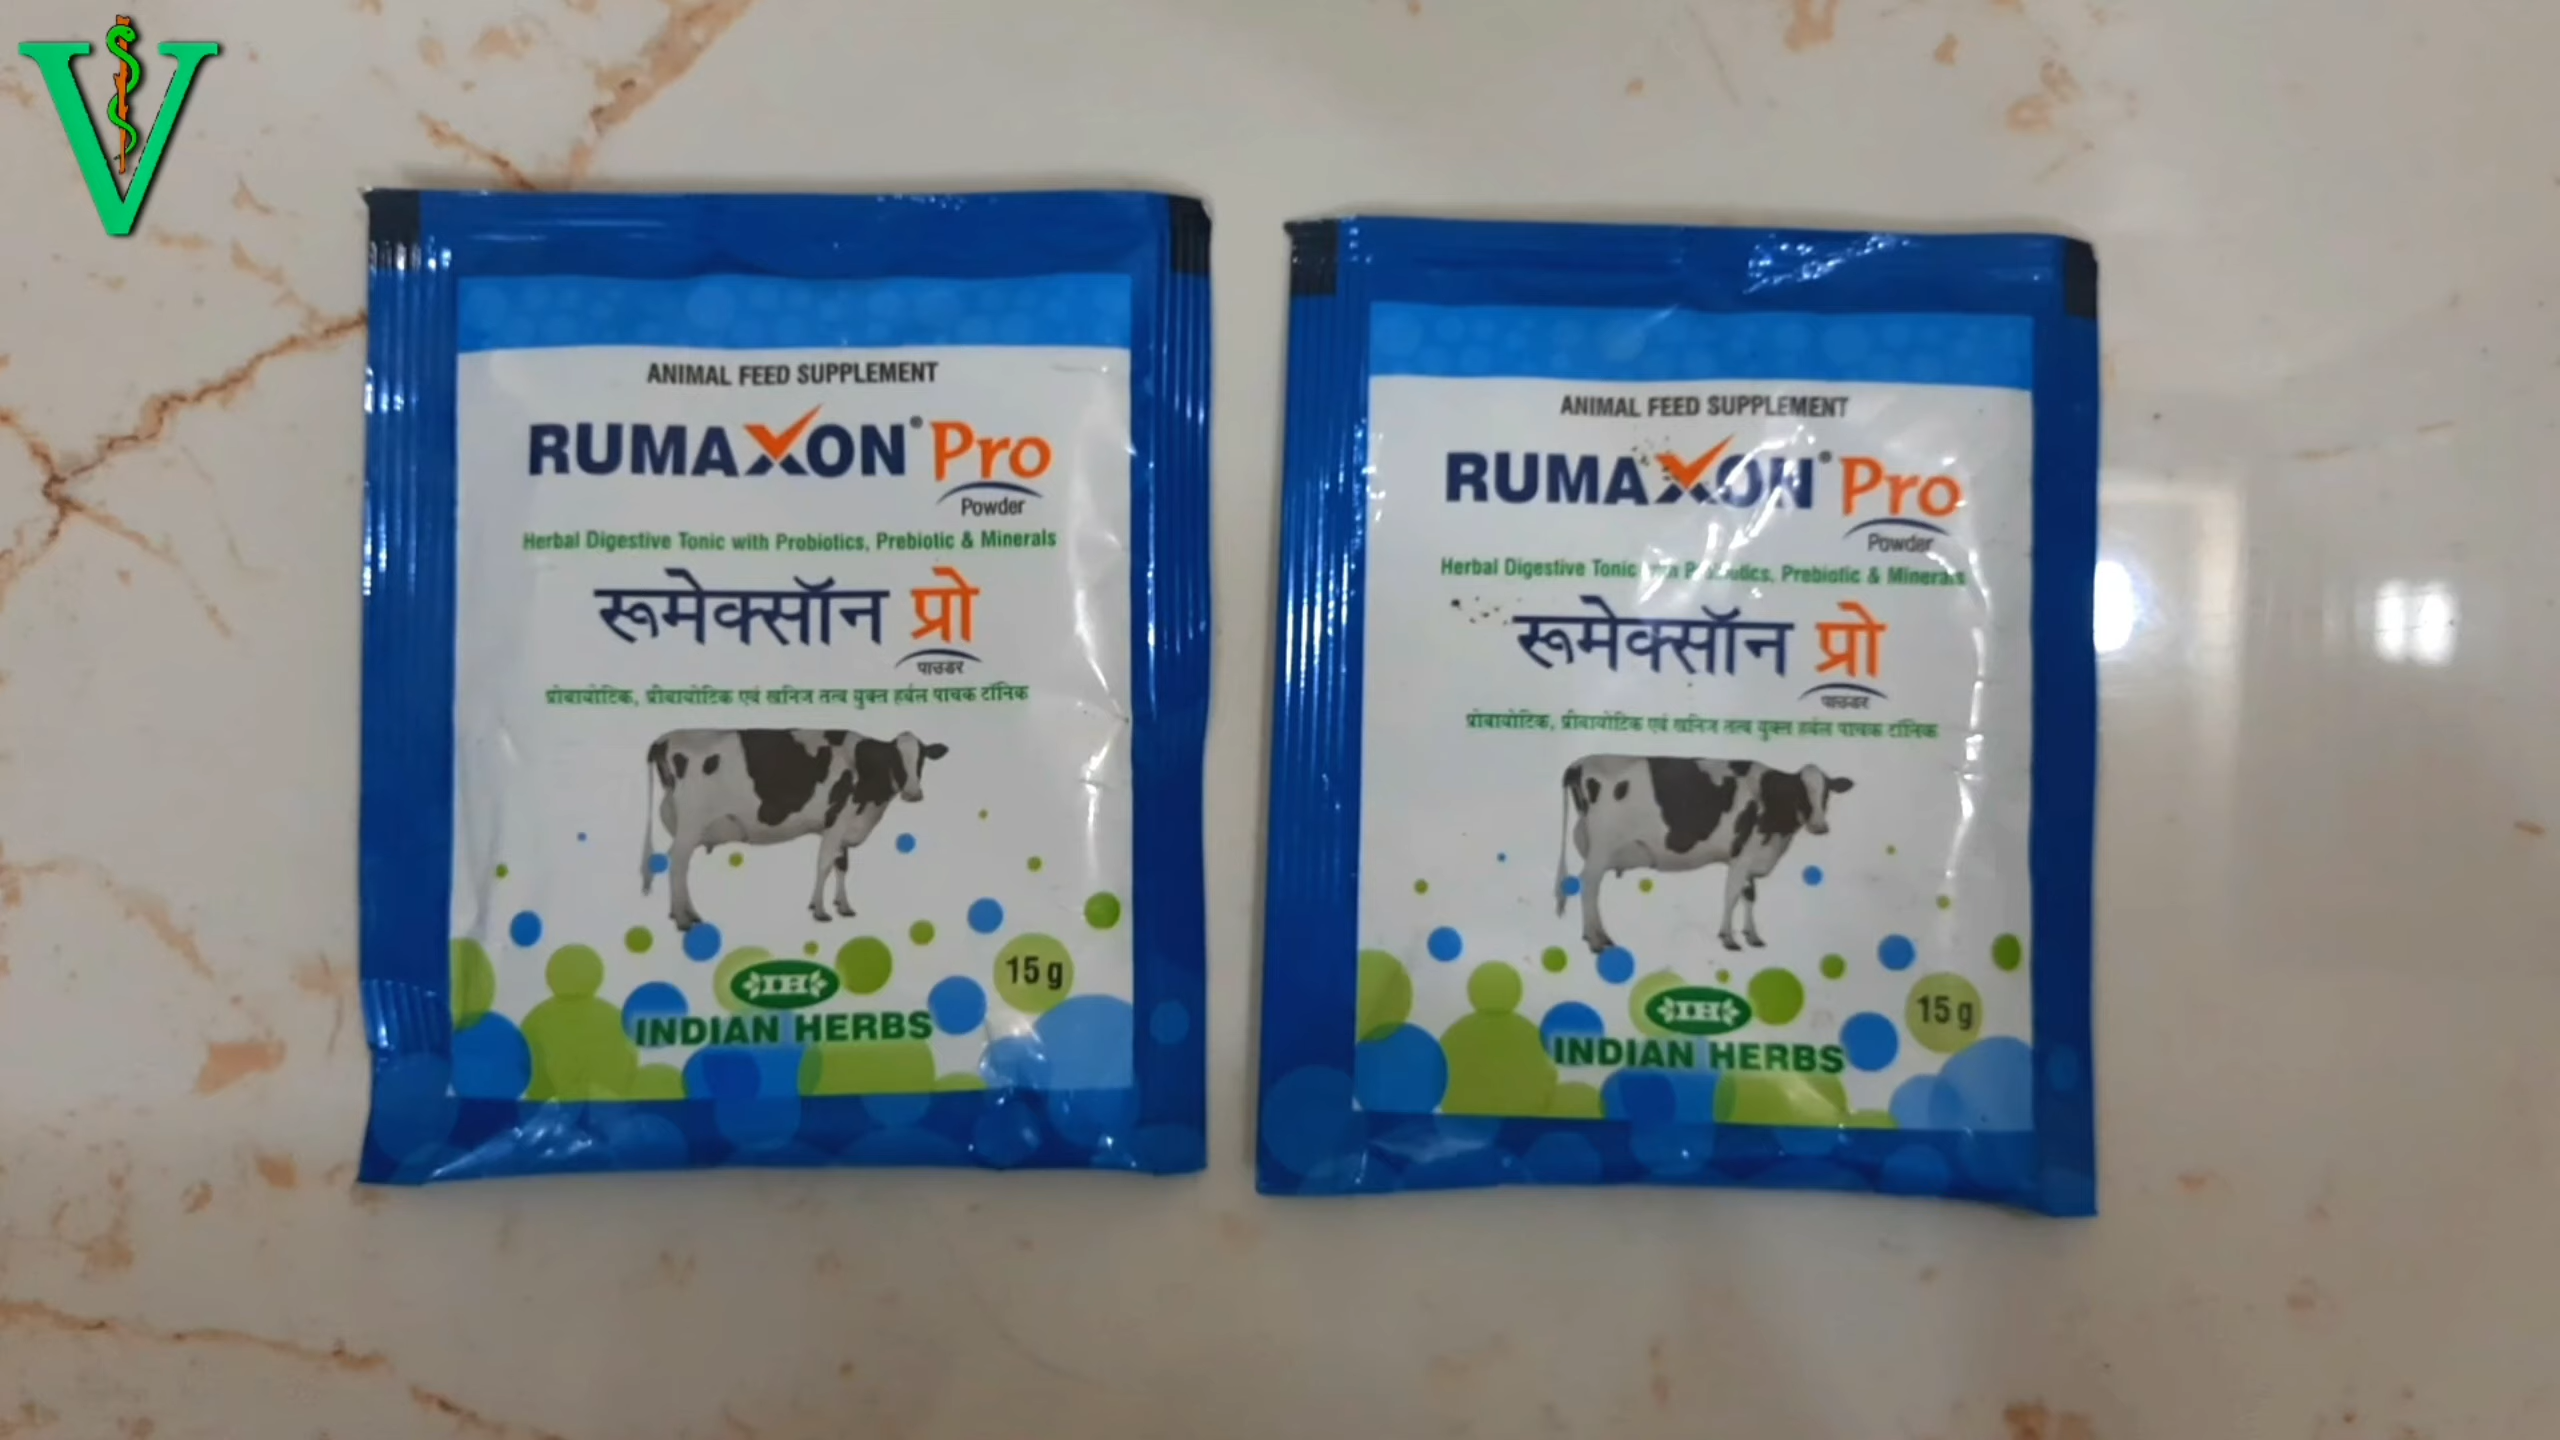 V
ANIMAL FEED SUPPLEMENT
RUMAXON® Pro
Powder
Herbal Digestive Tonic with Probiotics, Prebiotic & Minerals
रूमेक्सॉन प्रो
पाउडर
प्रोबायोटिक, प्रीबायोटिक एवं खनिज तत्व युक्त हर्बल पाचक टॉनिक
15 g
IH
INDIAN HERBS
ANIMAL FEED SUPPLEMENT
RUMAXON® Pro
Powder
Herbal Digestive Tonic Prebiotic & Minerals
रूमेक्सॉन प्रो
पाउडर
प्रोबायोटिक, प्रीबायोटिक एवं खनिज तत्व युक्त हर्बल पाचक टॉनिक
15 g
IH
INDIAN HERBS